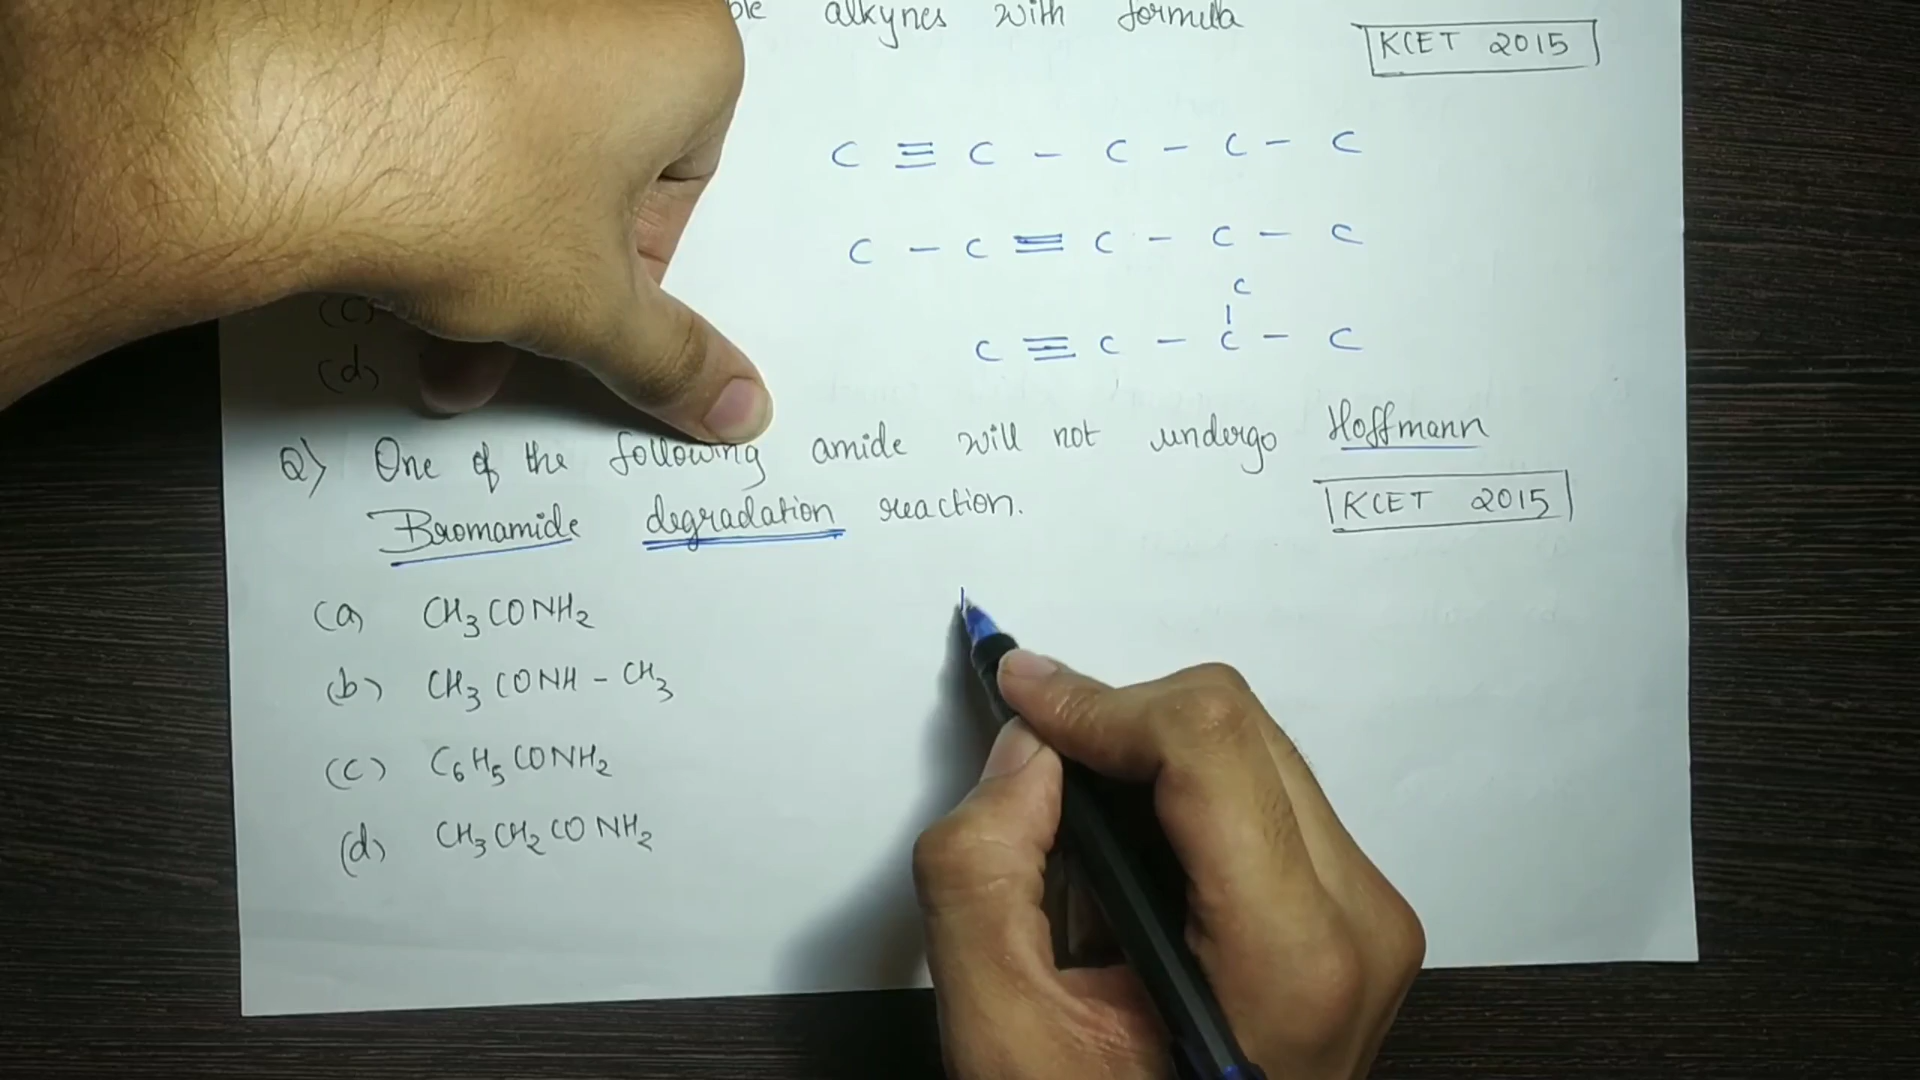 alkynes with formula
KCET 2015
C ≡ C - C - C - C
C - C ≡ C - C - C
C
|
C ≡ C - C - C
(c)
(d)
Q) One of the following amide will not undergo Hoffmann
Bromamide degradation reaction.
KCET 2015
(a) CH₃CONH₂
(b) CH₃CONH - CH₃
(c) C₆H₅CONH₂
(d) CH₃CH₂CONH₂